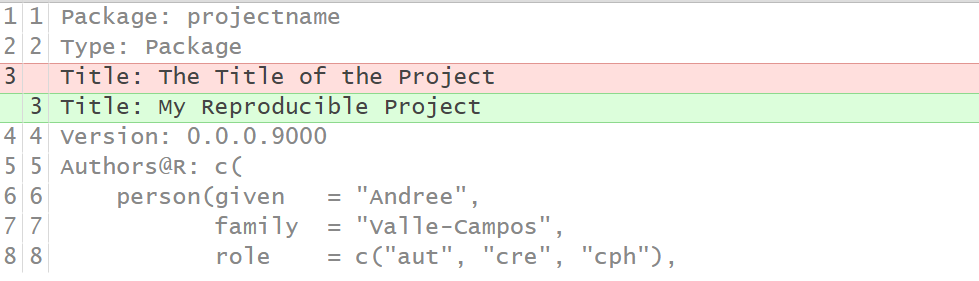 1 1 Package: projectname
2 2 Type: Package
3 Title: The Title of the Project
3 Title: My Reproducible Project
4 4 Version: 0.0.0.9000
5 5 Authors@R: c(
6 6     person(given   = "Andree",
7 7            family  = "Valle-Campos",
8 8            role    = c("aut", "cre", "cph"),